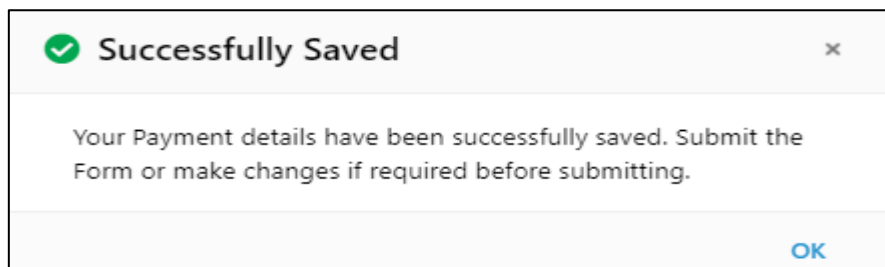 Successfully Saved ×
Your Payment details have been successfully saved. Submit the
Form or make changes if required before submitting.
OK